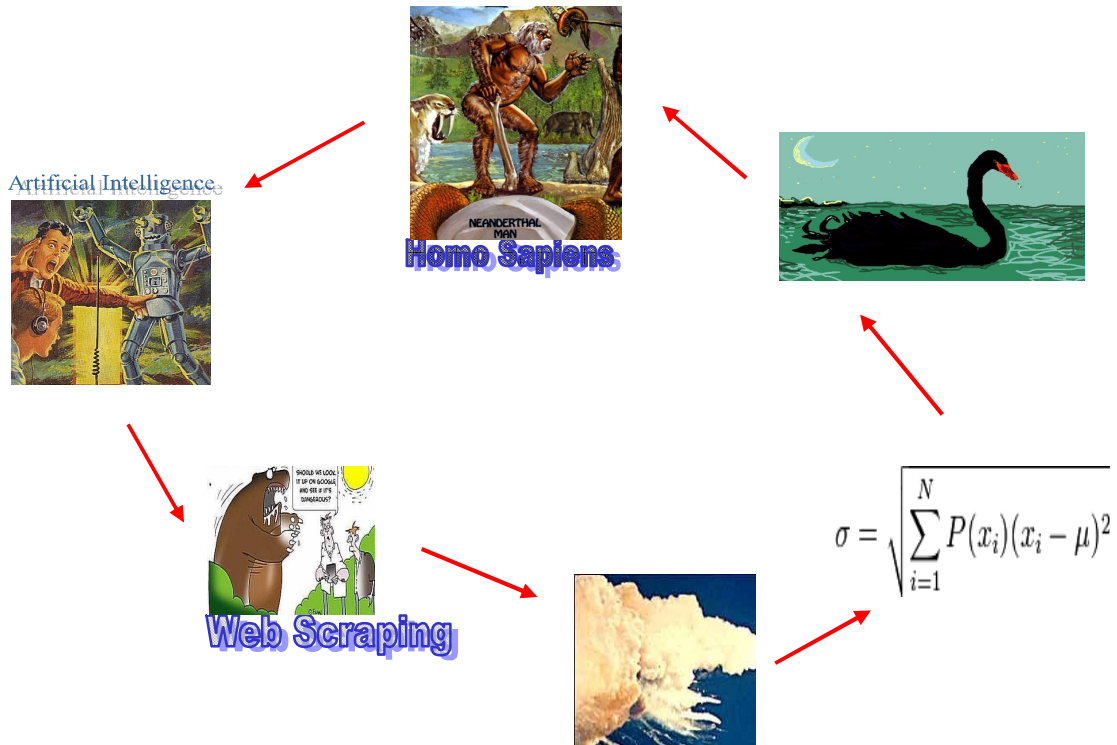 NEANDERTHAL
MAN
Homo Sapiens
Artificial Intelligence
SHOULD WE LOOK
IT UP ON GOOGLE
AND SEE IF IT'S
DANGEROUS?
Web Scraping
σ = √∑_{i=1}^{N} P(x_i)(x_i − μ)²